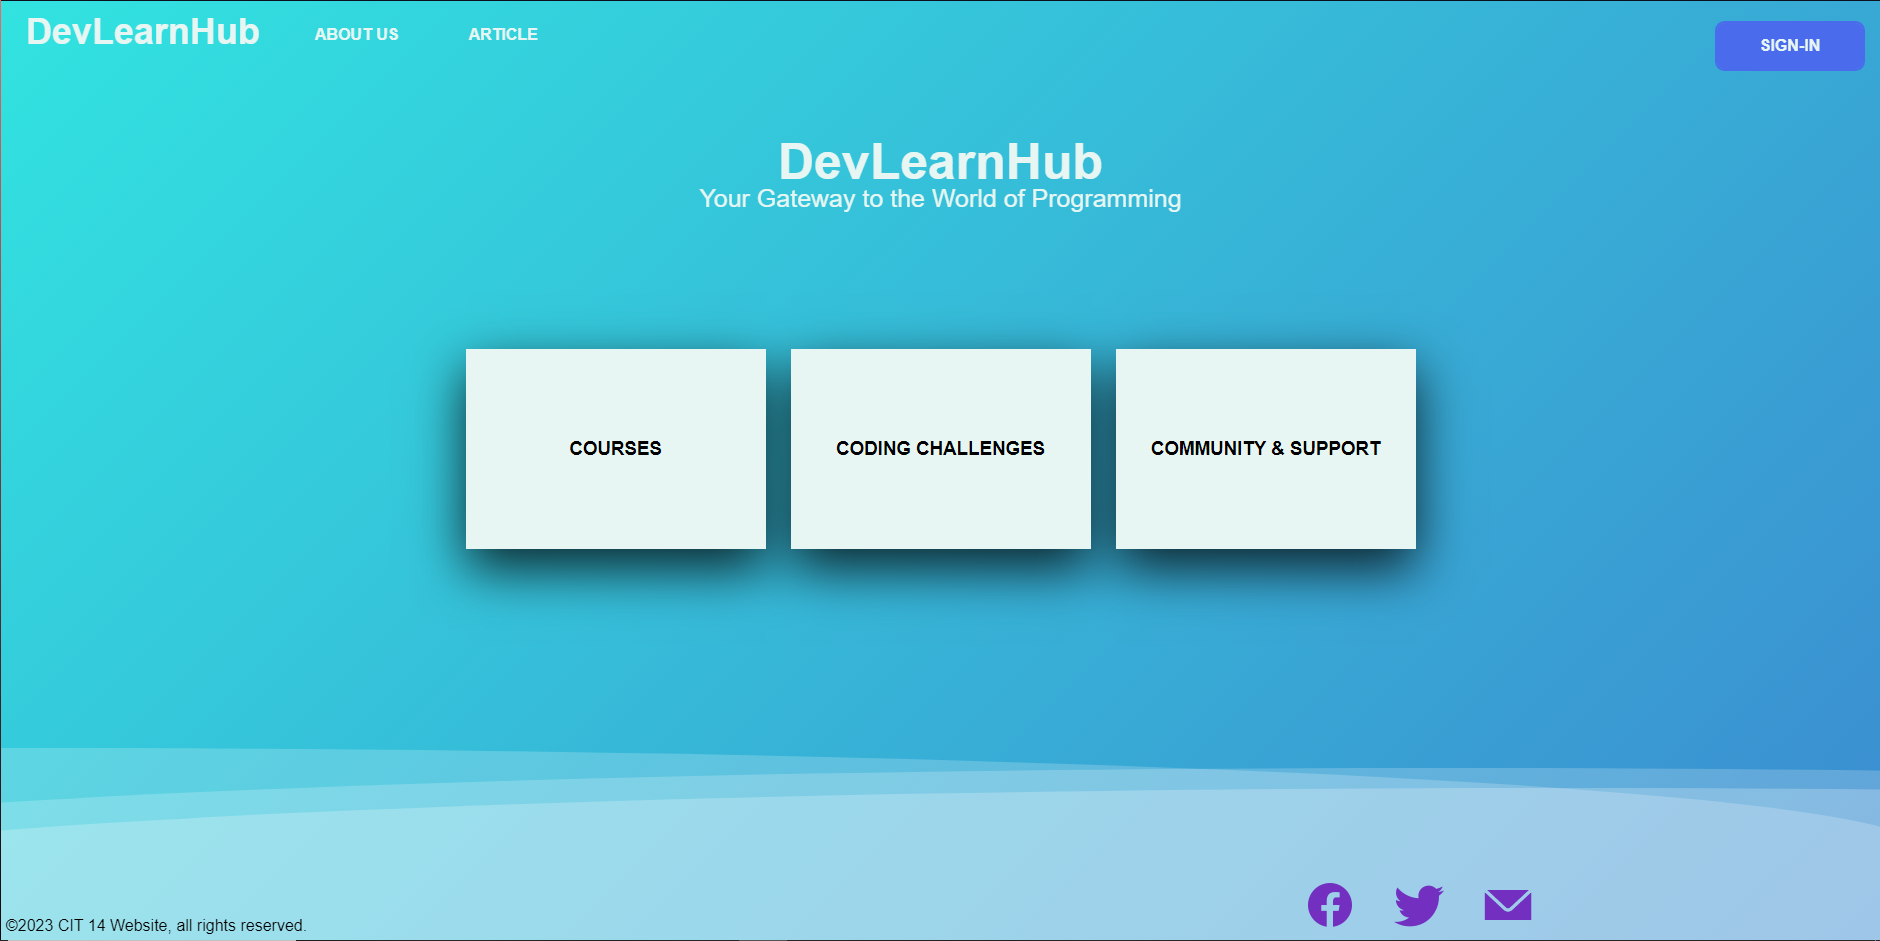 DevLearnHub
ABOUT US
ARTICLE
SIGN-IN
DevLearnHub
Your Gateway to the World of Programming
COURSES
CODING CHALLENGES
COMMUNITY & SUPPORT
©2023 CIT 14 Website, all rights reserved.